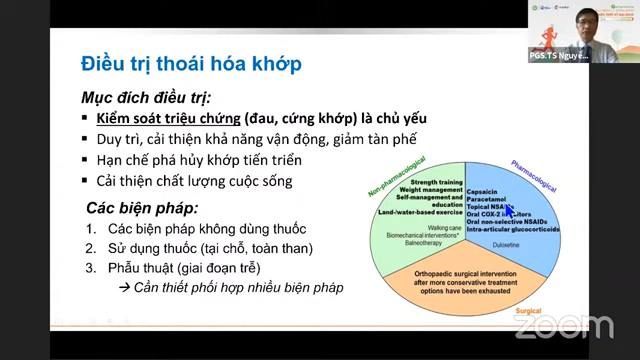 PGS.TS Nguyễ...
Điều trị thoái hóa khớp
Mục đích điều trị:
▪ Kiểm soát triệu chứng (đau, cứng khớp) là chủ yếu
▪ Duy trì, cải thiện khả năng vận động, giảm tàn phế
▪ Hạn chế phá hủy khớp tiến triển
▪ Cải thiện chất lượng cuộc sống
Các biện pháp:
1. Các biện pháp không dùng thuốc
2. Sử dụng thuốc (tại chỗ, toàn thân)
3. Phẫu thuật (giai đoạn trễ)
→ Cần thiết phối hợp nhiều biện pháp
Non-pharmacological
Strength training
Weight management
Self-management and
education
Land-/water-based exercise
Walking cane
Biomechanical interventions*
Balneotherapy
Pharmacological
Capsaicin
Paracetamol
Topical NSAIDs
Oral COX-2 inhibitors
Oral non-selective NSAIDs
Intra-articular glucocorticoids
Duloxetine
Orthopaedic surgical intervention
after more conservative treatment
options have been exhausted
Surgical
zoom